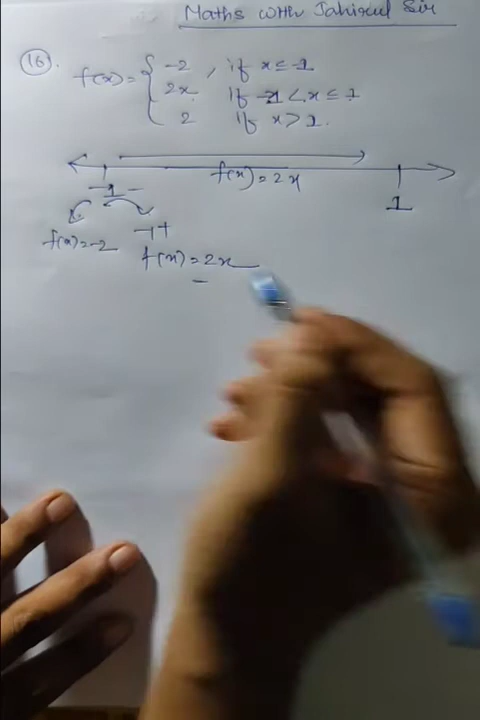 Maths with Jahirul Sir
(16) f(x) = { -2 , if x ≤ -1
2x if -1 < x ≤ 1
2 if x > 1.
f(x) = 2x
-1 - 1
f(x) = -2 -1+
f(x) = 2x